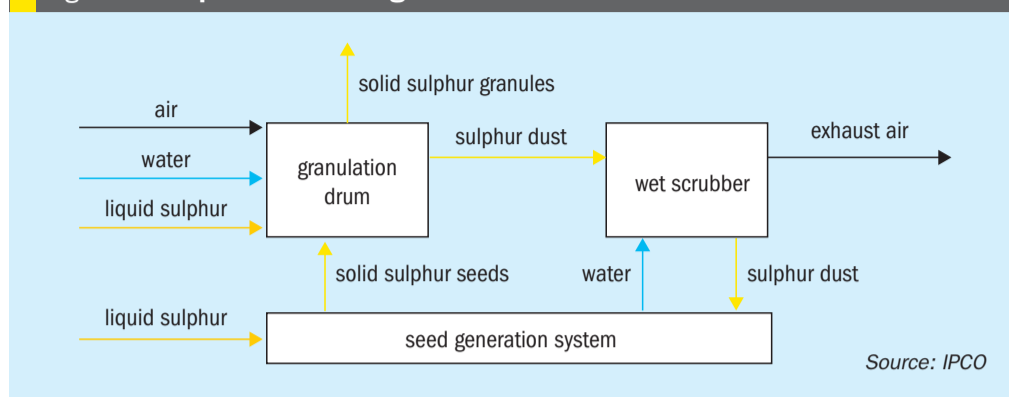 air
water
liquid sulphur
solid sulphur granules
granulation
drum
sulphur dust
wet scrubber
exhaust air
solid sulphur seeds
water
sulphur dust
liquid sulphur
seed generation system
Source: IPCO